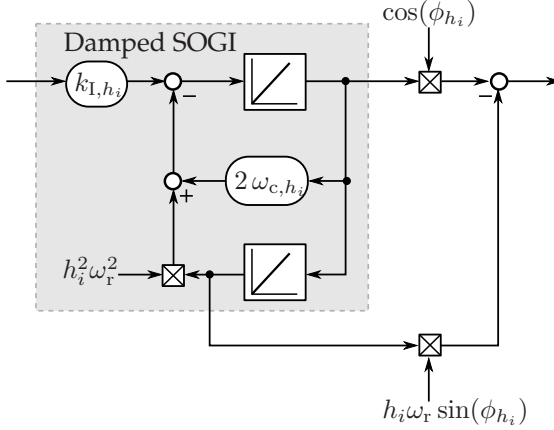 cos(ϕ_{h_i})
Damped SOGI
k_{I,h_i}
−
−
2 ω_{c,h_i}
+
h_i^2 ω_r^2
h_i ω_r sin(ϕ_{h_i})